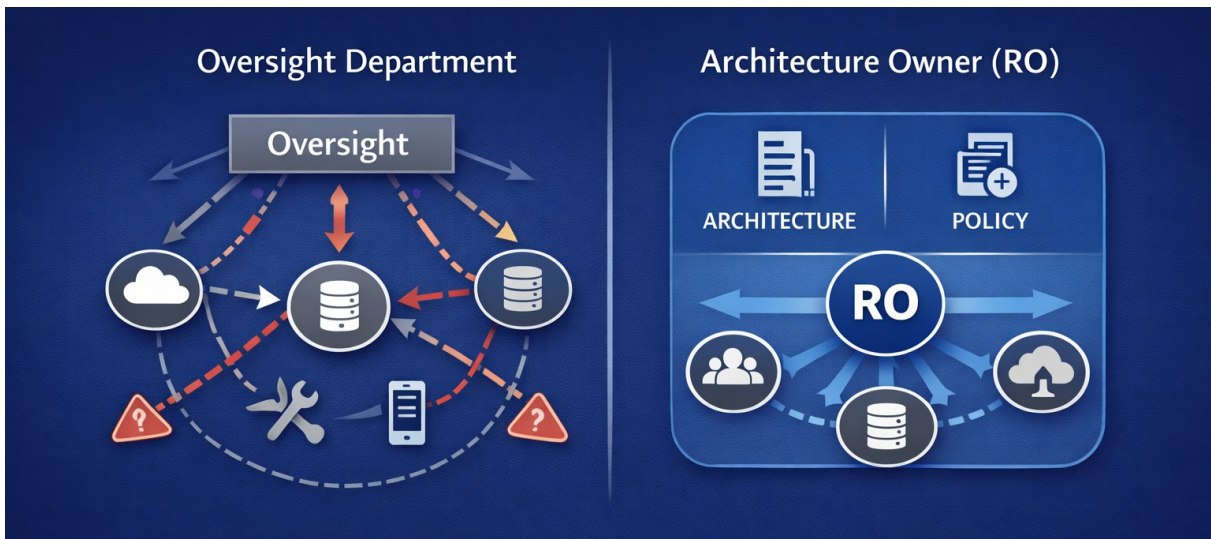 Oversight Department
Oversight
?
?
Architecture Owner (RO)
ARCHITECTURE
POLICY
RO